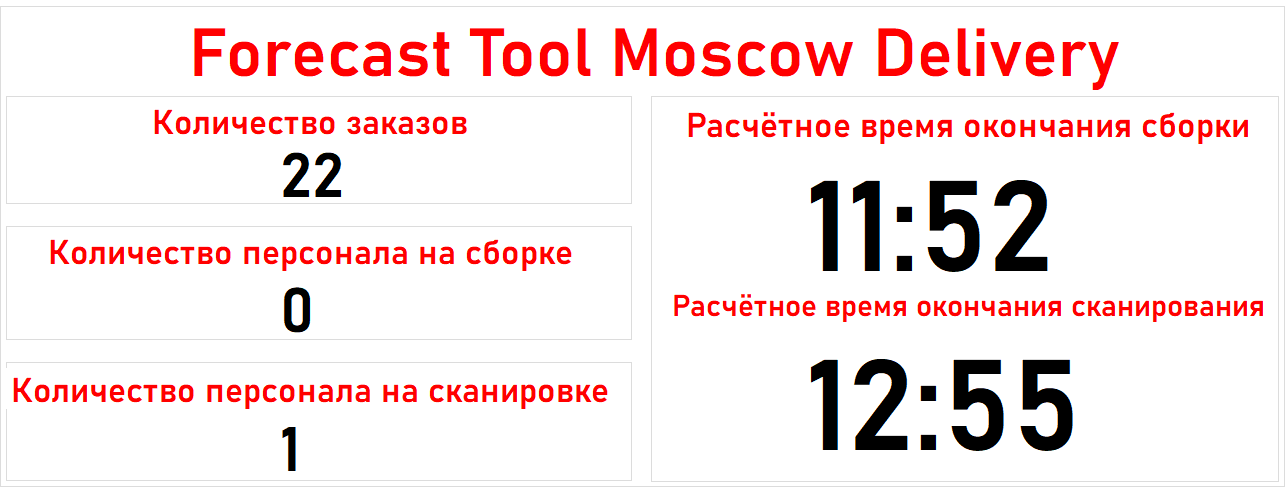 Forecast Tool Moscow Delivery
Количество заказов
22
Количество персонала на сборке
0
Количество персонала на сканировке
1
Расчётное время окончания сборки
11:52
Расчётное время окончания сканирования
12:55